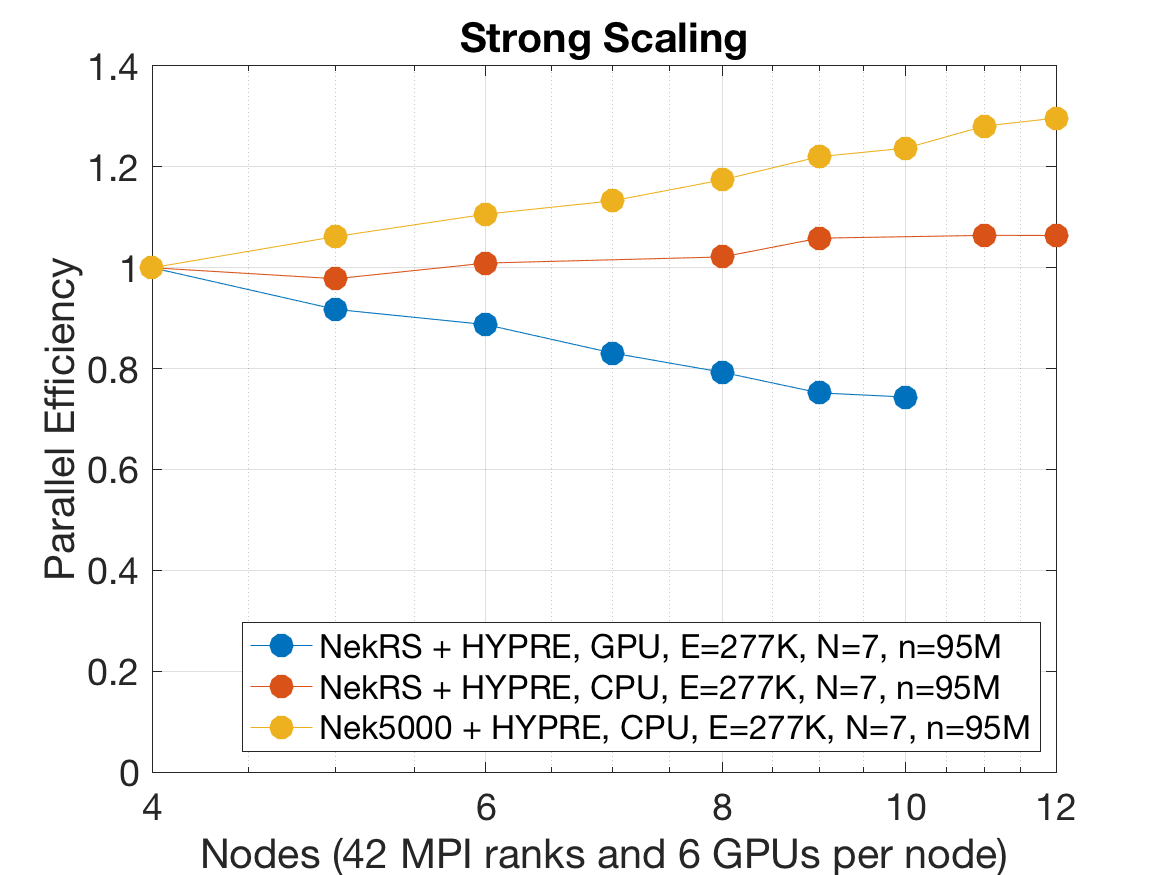 Strong Scaling
1.4
1.2
1
0.8
0.6
0.4
0.2
0
Parallel Efficiency
NekRS + HYPRE, GPU, E=277K, N=7, n=95M
NekRS + HYPRE, CPU, E=277K, N=7, n=95M
Nek5000 + HYPRE, CPU, E=277K, N=7, n=95M
4 6 8 10 12
Nodes (42 MPI ranks and 6 GPUs per node)